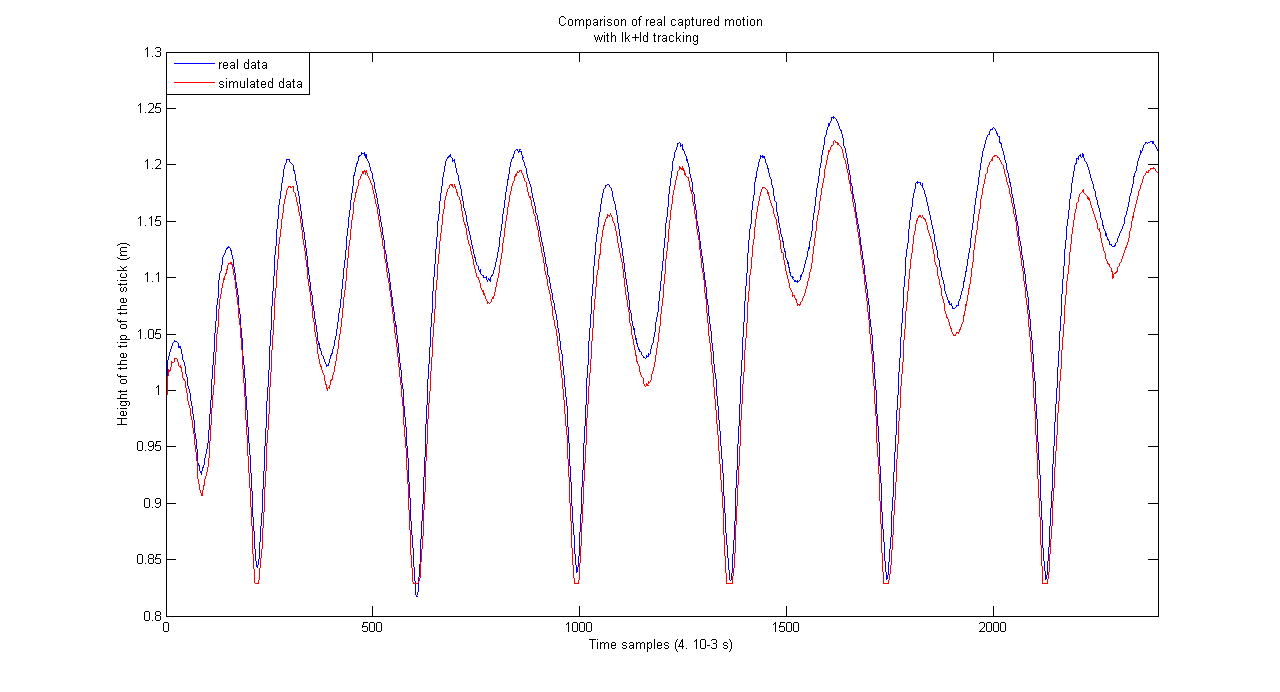 Comparison of real captured motion
with Ik+Id tracking
real data
simulated data
Height of the tip of the stick (m)
1.3
1.25
1.2
1.15
1.1
1.05
1
0.95
0.9
0.85
0.8
0
500
1000
1500
2000
Time samples (4. 10-3 s)